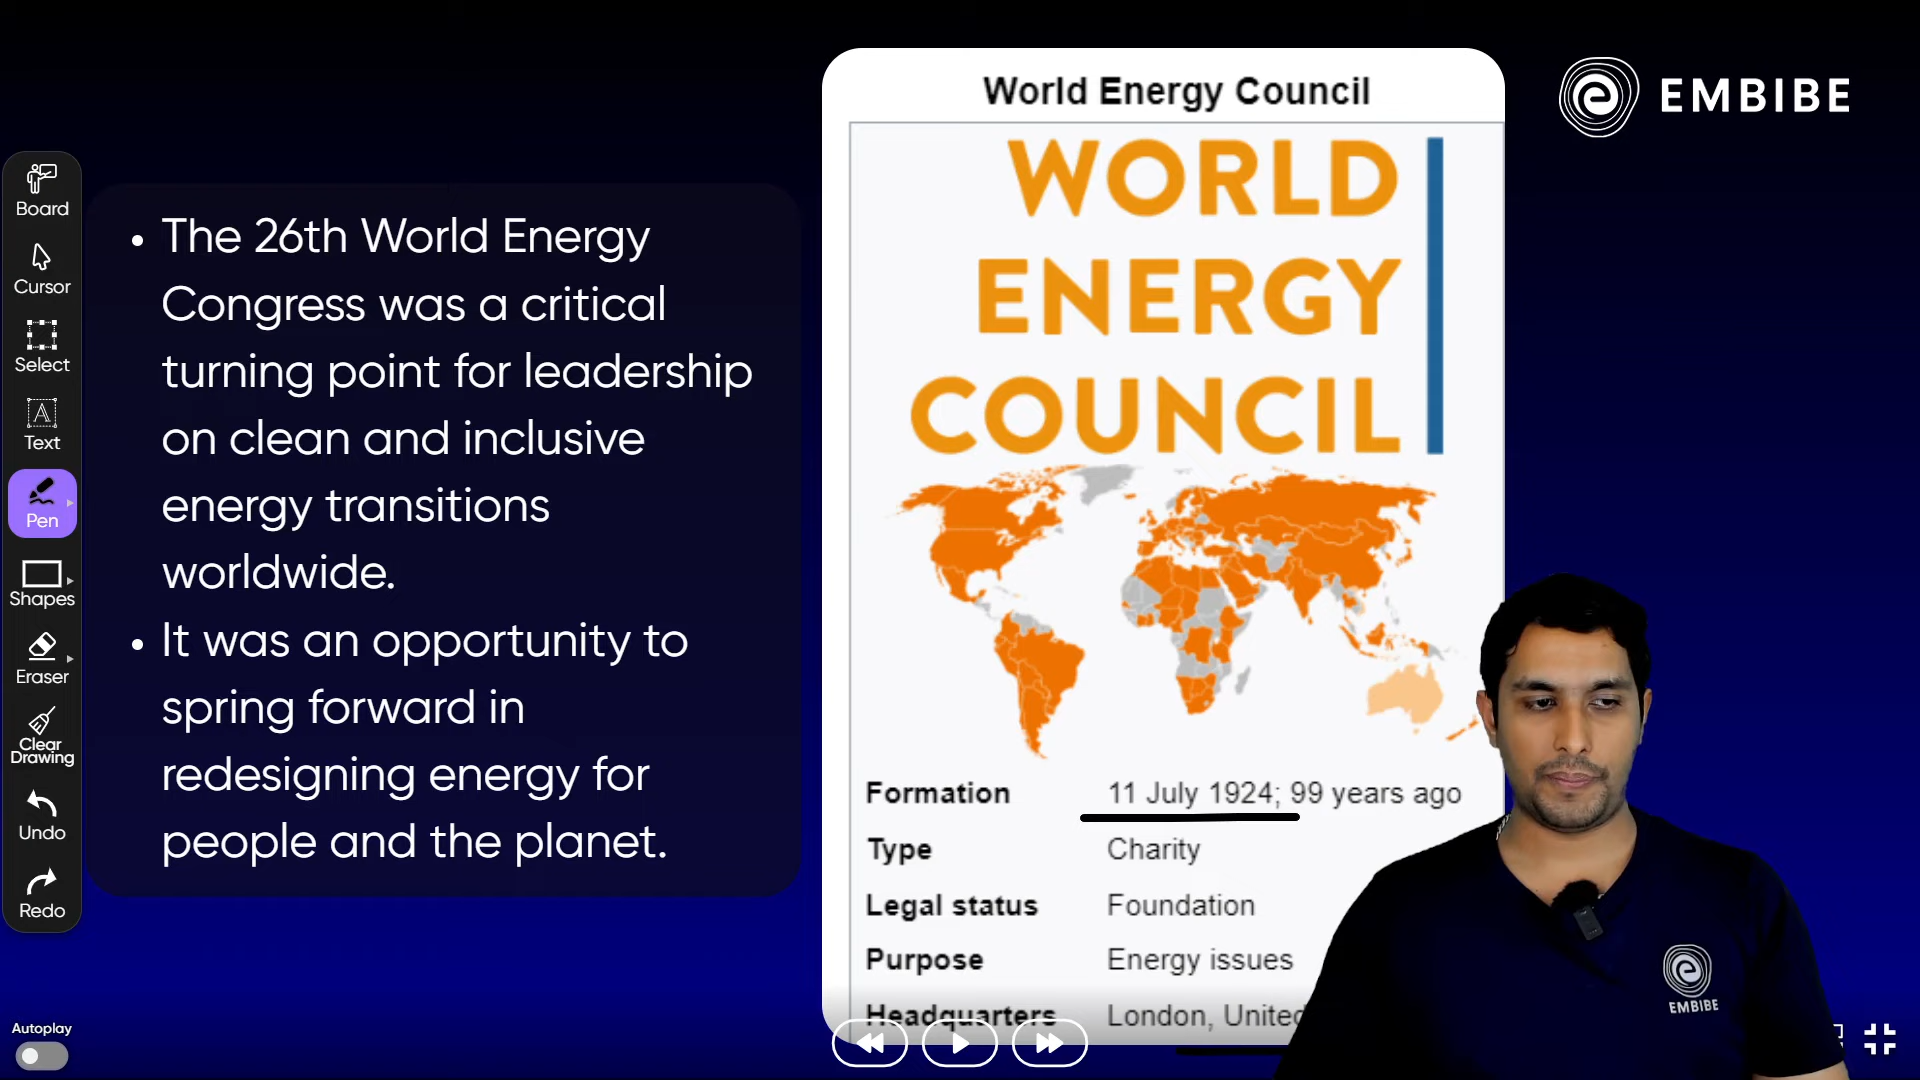 World Energy Council
EMBIBE
WORLD
ENERGY
COUNCIL
Board
Cursor
Select
Text
Pen
Shapes
Eraser
Clear
Drawing
Undo
Redo
• The 26th World Energy
Congress was a critical
turning point for leadership
on clean and inclusive
energy transitions
worldwide.
• It was an opportunity to
spring forward in
redesigning energy for
people and the planet.
Formation 11 July 1924; 99 years ago
Type Charity
Legal status Foundation
Purpose Energy issues
Headquarters London, United
EMBIBE
Autoplay